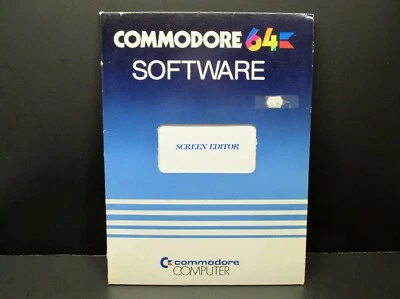 COMMODORE 64
SOFTWARE
SCREEN EDITOR
commodore
COMPUTER